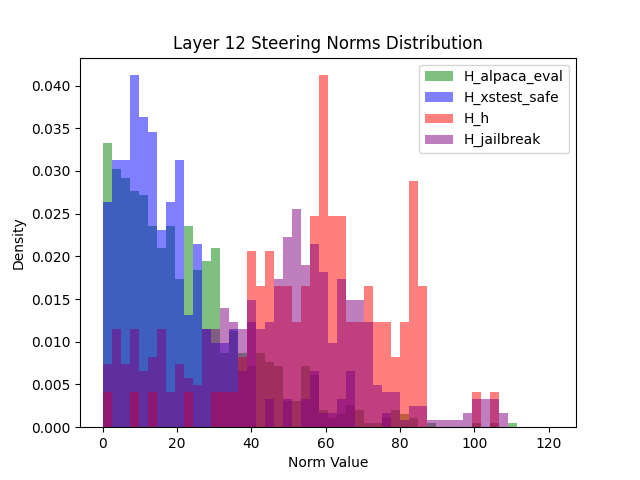 Layer 12 Steering Norms Distribution
H_alpaca_eval
H_xstest_safe
H_h
H_jailbreak
Density
0.040
0.035
0.030
0.025
0.020
0.015
0.010
0.005
0.000
0 20 40 60 80 100 120
Norm Value